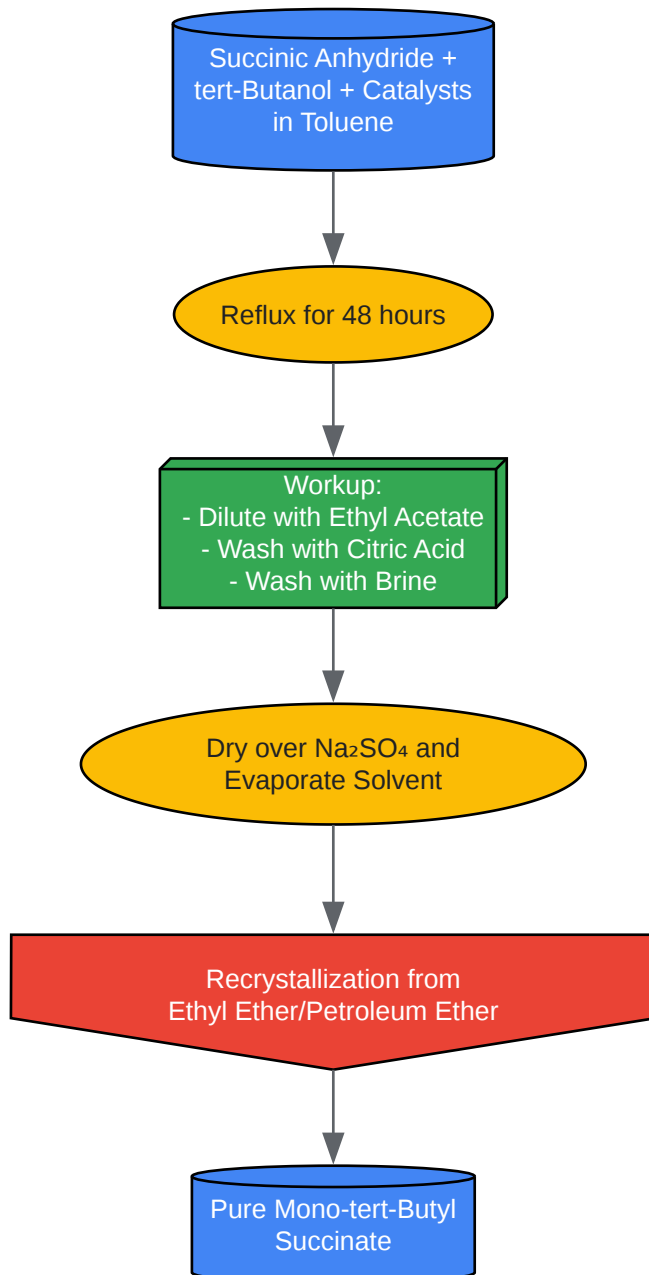 Succinic Anhydride +
tert-Butanol + Catalysts
in Toluene
Reflux for 48 hours
Workup:
- Dilute with Ethyl Acetate
- Wash with Citric Acid
- Wash with Brine
Dry over Na₂SO₄ and
Evaporate Solvent
Recrystallization from
Ethyl Ether/Petroleum Ether
Pure Mono-tert-Butyl
Succinate